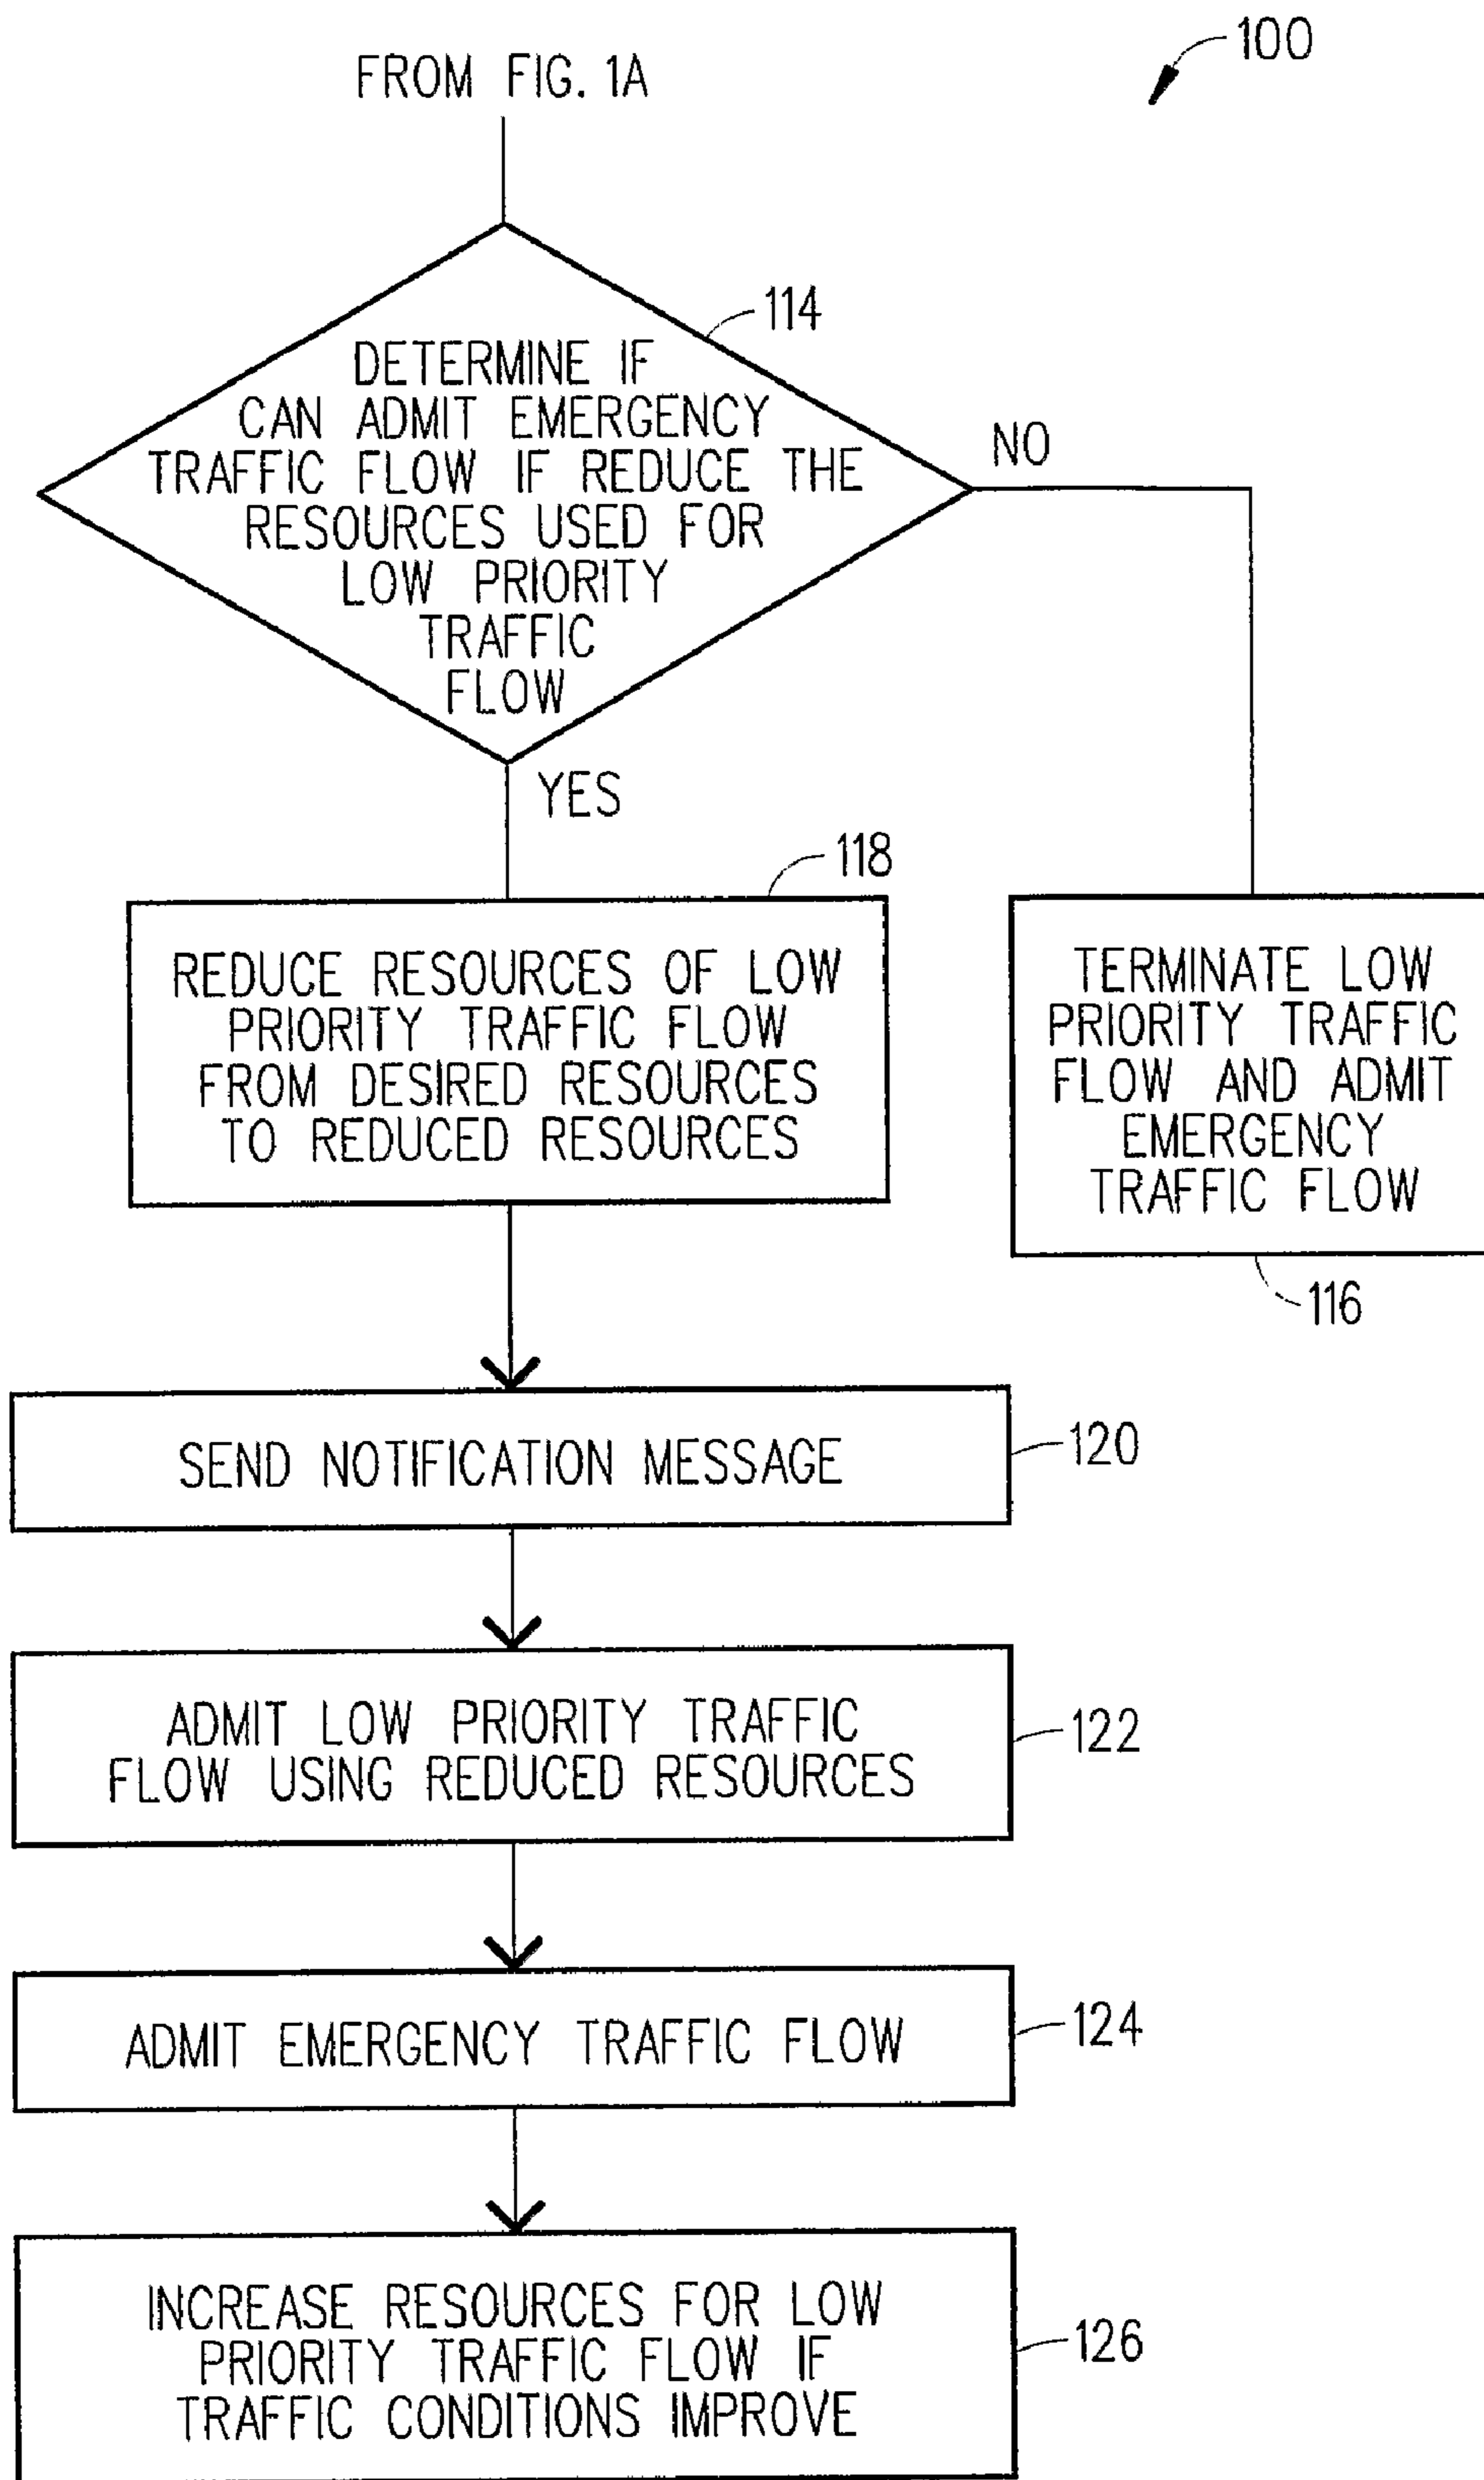 100
FROM FIG. 1A
114
DETERMINE IF
CAN ADMIT EMERGENCY
TRAFFIC FLOW IF REDUCE THE
RESOURCES USED FOR
LOW PRIORITY
TRAFFIC
FLOW
NO
YES
118
REDUCE RESOURCES OF LOW
PRIORITY TRAFFIC FLOW
FROM DESIRED RESOURCES
TO REDUCED RESOURCES
TERMINATE LOW
PRIORITY TRAFFIC
FLOW AND ADMIT
EMERGENCY
TRAFFIC FLOW
116
SEND NOTIFICATION MESSAGE
120
ADMIT LOW PRIORITY TRAFFIC
FLOW USING REDUCED RESOURCES
122
ADMIT EMERGENCY TRAFFIC FLOW
124
INCREASE RESOURCES FOR LOW
PRIORITY TRAFFIC FLOW IF
TRAFFIC CONDITIONS IMPROVE
126